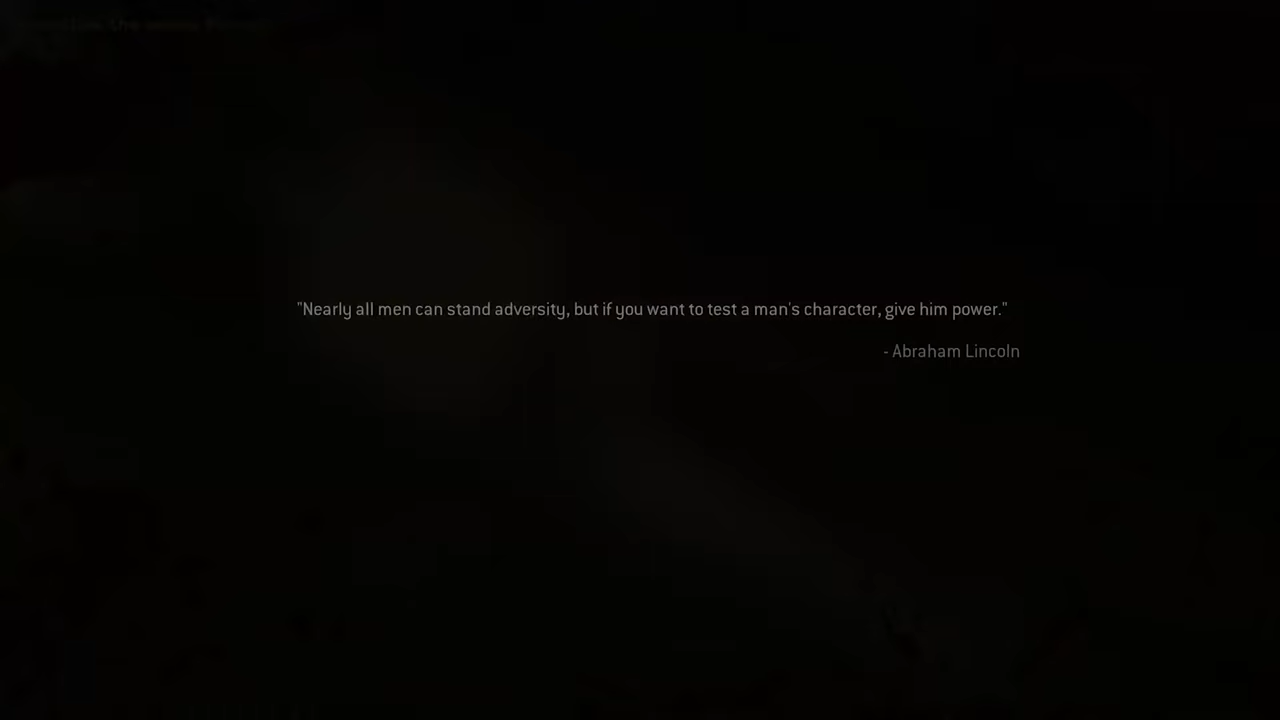 "Nearly all men can stand adversity, but if you want to test a man's character, give him power."
- Abraham Lincoln